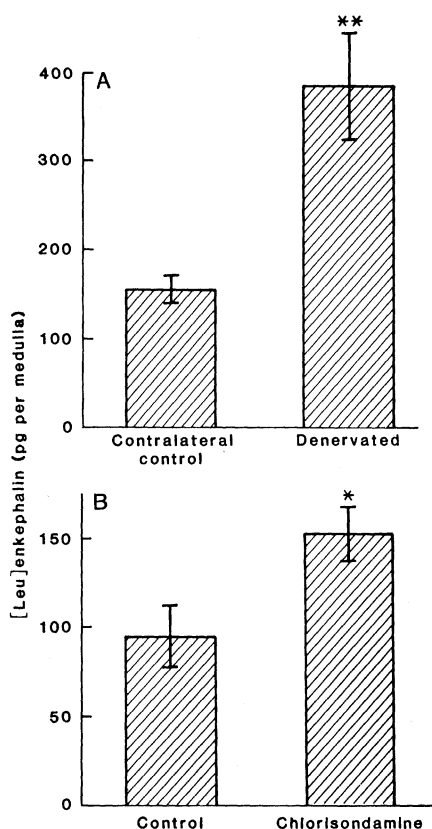 [Leu]enkephalin (pg per medulla)
A
**
400
300
200
100
0
Contralateral
control
Denervated
B
*
150
100
50
0
Control
Chlorisondamine